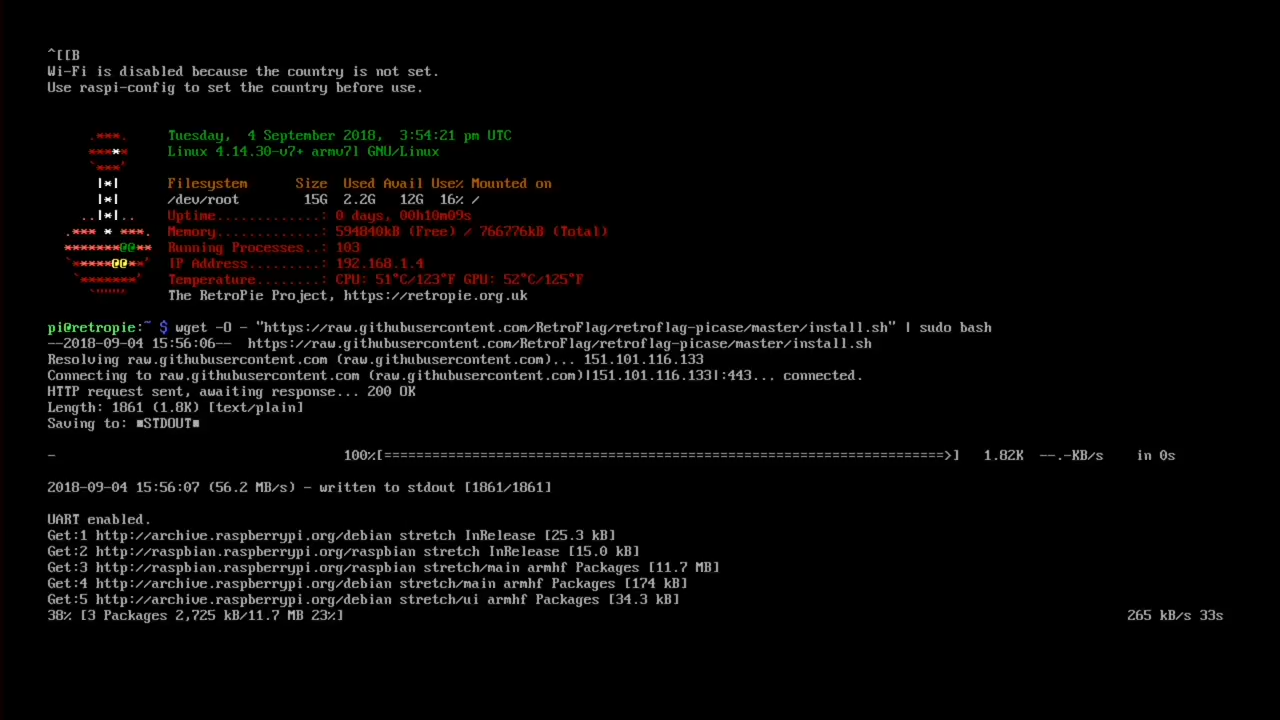 ^[[B
Wi-Fi is disabled because the country is not set.
Use raspi-config to set the country before use.
.***. Tuesday,  4 September 2018,  3:54:21 pm UTC
***** Linux 4.14.30-v7+ armv7l GNU/Linux
`***'
|*| Filesystem      Size  Used Avail Use% Mounted on
|*| /dev/root        15G  2.2G   12G  16% /
..|*|.. Uptime.............: 0 days, 00h10m09s
.*** * ***. Memory.............: 594840kB (Free) / 766776kB (Total)
*******@@** Running Processes..: 103
`*****@@**' IP Address.........: 192.168.1.4
`*******' Temperature........: CPU: 51°C/123°F GPU: 52°C/125°F
`""""' The RetroPie Project, https://retropie.org.uk
pi@retropie:~ $ wget -O - "https://raw.githubusercontent.com/RetroFlag/retroflag-picase/master/install.sh" | sudo bash
--2018-09-04 15:56:06--  https://raw.githubusercontent.com/RetroFlag/retroflag-picase/master/install.sh
Resolving raw.githubusercontent.com (raw.githubusercontent.com)... 151.101.116.133
Connecting to raw.githubusercontent.com (raw.githubusercontent.com)|151.101.116.133|:443... connected.
HTTP request sent, awaiting response... 200 OK
Length: 1861 (1.8K) [text/plain]
Saving to: ■STDOUT■
- 100%[======================================================================>]   1.82K  --.-KB/s    in 0s
2018-09-04 15:56:07 (56.2 MB/s) - written to stdout [1861/1861]
UART enabled.
Get:1 http://archive.raspberrypi.org/debian stretch InRelease [25.3 kB]
Get:2 http://raspbian.raspberrypi.org/raspbian stretch InRelease [15.0 kB]
Get:3 http://raspbian.raspberrypi.org/raspbian stretch/main armhf Packages [11.7 MB]
Get:4 http://archive.raspberrypi.org/debian stretch/main armhf Packages [174 kB]
Get:5 http://archive.raspberrypi.org/debian stretch/ui armhf Packages [34.3 kB]
38% [3 Packages 2,725 kB/11.7 MB 23%] 265 kB/s 33s